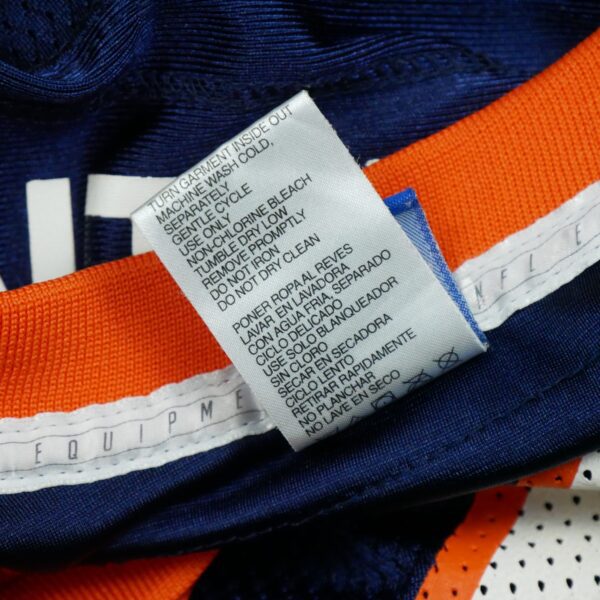 TURN GARMENT INSIDE OUT
MACHINE WASH COLD,
SEPARATELY
GENTLE CYCLE
USE ONLY
NON-CHLORINE BLEACH
TUMBLE DRY LOW
REMOVE PROMPTLY
DO NOT IRON
DO NOT DRY CLEAN
PONER ROPA AL REVES
LAVAR EN LAVADORA
CON AGUA FRIA, SEPARADO
CICLO DELICADO
USE SOLO BLANQUEADOR
SIN CLORO
SECAR EN SECADORA
CICLO LENTO
RETIRAR RAPIDAMENTE
NO PLANCHAR
NO LAVE EN SECO
EQUIPME
NFL E